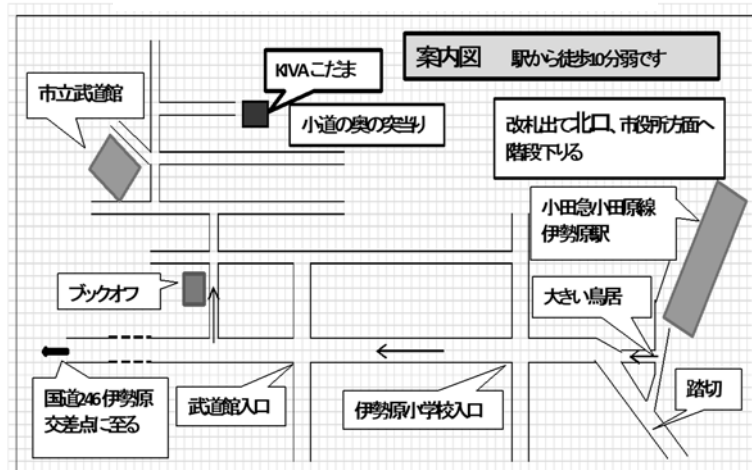 案内図 駅から徒歩10分弱です
KIVAこだま
市立武道館
小道の奥の突当り
改札出て北口、市役所方面へ
階段下りる
小田急小田原線
伊勢原駅
ブックオフ
大きい鳥居
国道246伊勢原
交差点に至る
武道館入口
伊勢原小学校入口
踏切